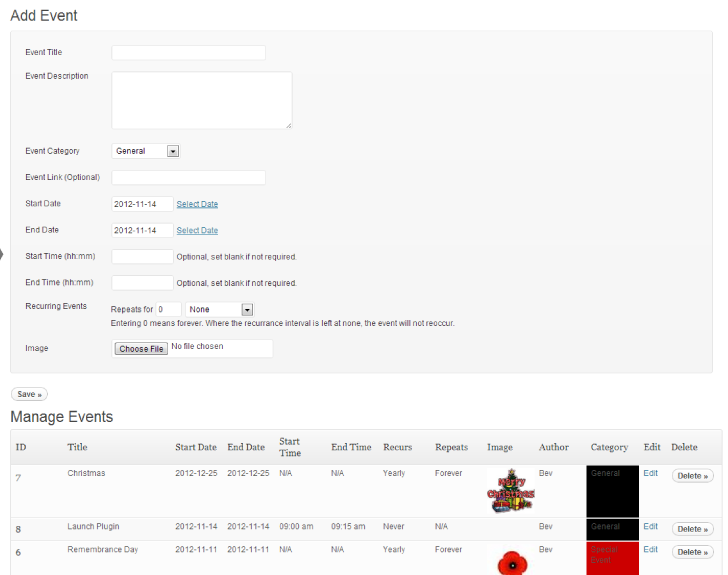 Add Event
Event Title
Event Description
Event Category General
Event Link (Optional)
Start Date 2012-11-14 Select Date
End Date 2012-11-14 Select Date
Start Time (hh:mm) Optional, set blank if not required.
End Time (hh:mm) Optional, set blank if not required.
Recurring Events Repeats for 0 None
Entering 0 means forever. Where the recurrance interval is left at none, the event will not reoccur.
Image Choose File No file chosen
Save »
Manage Events
ID Title Start Date End Date Start Time End Time Recurs Repeats Image Author Category Edit Delete
7 Christmas 2012-12-25 2012-12-25 N/A N/A Yearly Forever Merry Christmas Bev General Edit Delete »
8 Launch Plugin 2012-11-14 2012-11-14 09:00 am 09:15 am Never N/A Bev General Edit Delete »
6 Remembrance Day 2012-11-11 2012-11-11 N/A N/A Yearly Forever Bev Special Event Edit Delete »